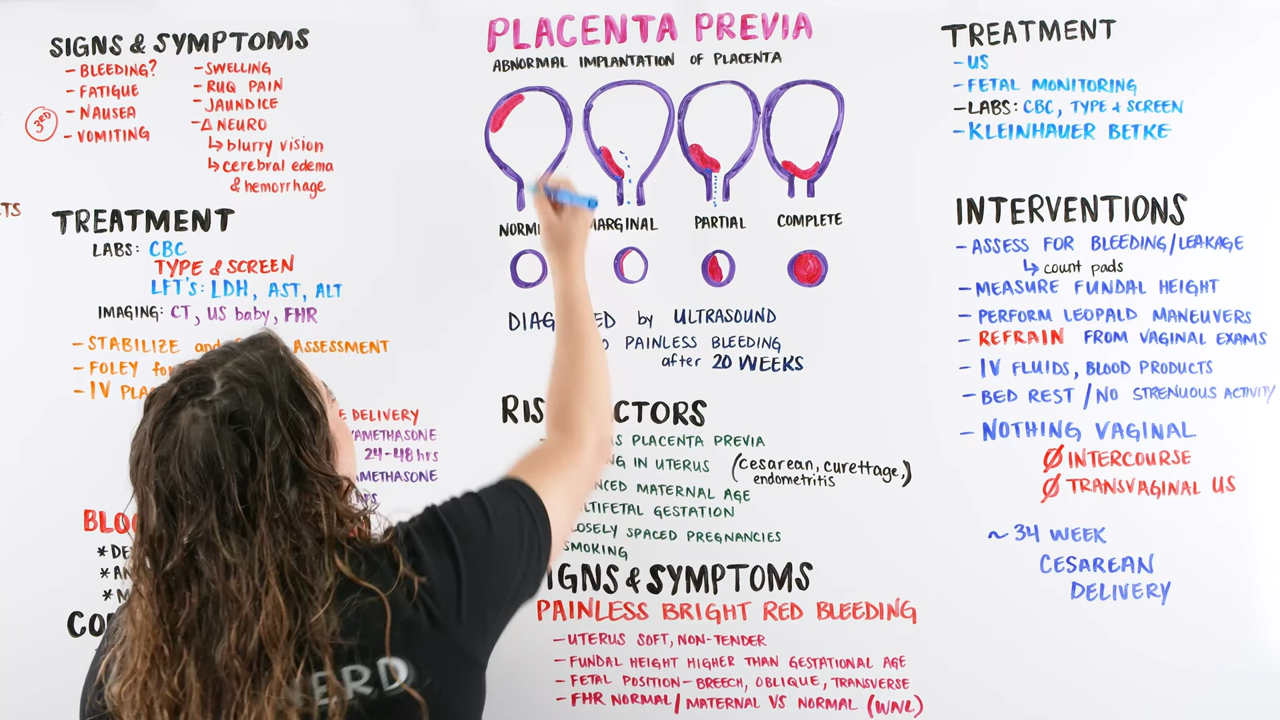 SIGNS & SYMPTOMS
- BLEEDING?
- FATIGUE
- NAUSEA
- VOMITING
3RD
- SWELLING
- RUQ PAIN
- JAUNDICE
- Δ NEURO
↳ blurry vision
↳ cerebral edema
& hemorrhage
TREATMENT
LABS: CBC
TYPE & SCREEN
LFT'S: LDH, AST, ALT
IMAGING: CT, US baby, FHR
- STABILIZE and ASSESSMENT
- FOLEY
- IV
DELIVERY
24-48 hrs
PLACENTA PREVIA
ABNORMAL IMPLANTATION OF PLACENTA
MARGINAL
PARTIAL
COMPLETE
by ULTRASOUND
PAINLESS BLEEDING
after 20 WEEKS
PLACENTA PREVIA
IN UTERUS (cesarean, curettage,)
endometritis
MATERNAL AGE
GESTATION
SPACED PREGNANCIES
SMOKING
SIGNS & SYMPTOMS
PAINLESS BRIGHT RED BLEEDING
- UTERUS SOFT, NON-TENDER
- FUNDAL HEIGHT HIGHER THAN GESTATIONAL AGE
- FETAL POSITION - BREECH, OBLIQUE, TRANSVERSE
- FHR NORMAL / MATERNAL VS NORMAL (WNL)
TREATMENT
- US
- FETAL MONITORING
- LABS: CBC, TYPE + SCREEN
- KLEINHAUER BETKE
INTERVENTIONS
- ASSESS FOR BLEEDING/LEAKAGE
↳ count pads
- MEASURE FUNDAL HEIGHT
- PERFORM LEOPALD MANEUVERS
- REFRAIN FROM VAGINAL EXAMS
- IV FLUIDS, BLOOD PRODUCTS
- BED REST / NO STRENUOUS ACTIVITY
- NOTHING VAGINAL
Ø INTERCOURSE
Ø TRANSVAGINAL US
~ 34 WEEK
CESAREAN
DELIVERY